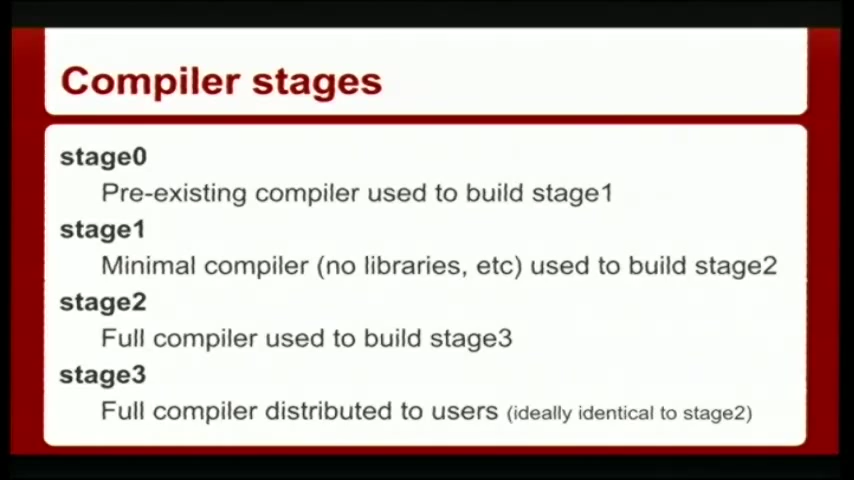 Compiler stages
stage0
Pre-existing compiler used to build stage1
stage1
Minimal compiler (no libraries, etc) used to build stage2
stage2
Full compiler used to build stage3
stage3
Full compiler distributed to users (ideally identical to stage2)